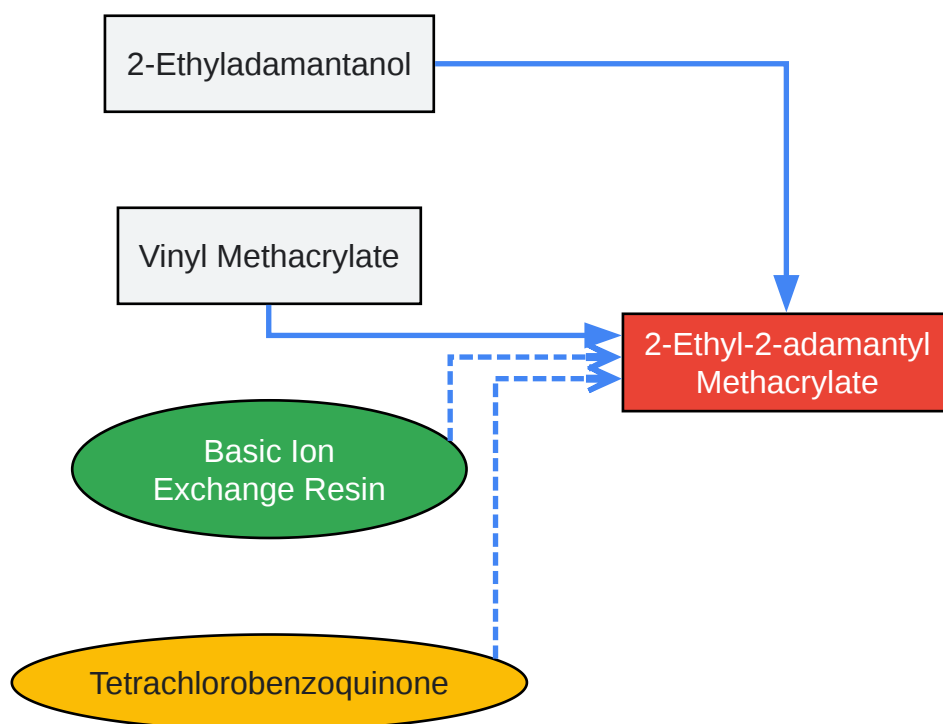 2-Ethyladamantanol
Vinyl Methacrylate
2-Ethyl-2-adamantyl
Methacrylate
Basic Ion
Exchange Resin
Tetrachlorobenzoquinone